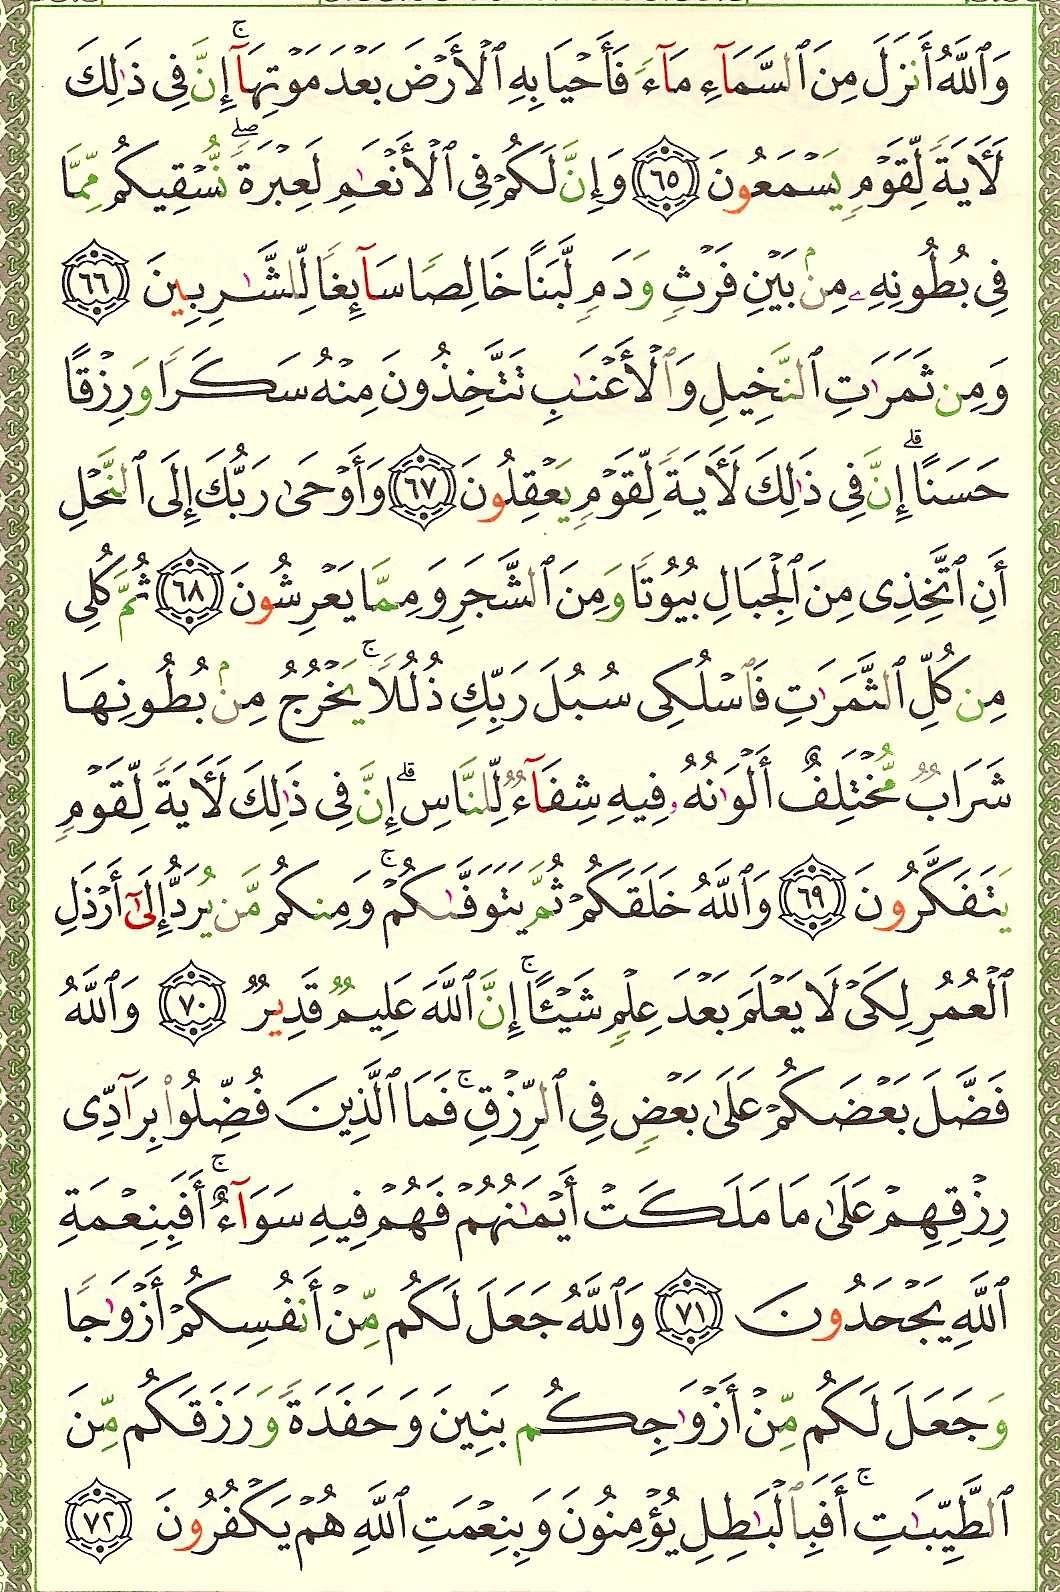 وَٱللَّهُ أَنزَلَ مِنَ ٱلسَّمَآءِ مَآءً فَأَحْيَا بِهِ ٱلْأَرْضَ بَعْدَ مَوْتِهَآ ۚ إِنَّ فِى ذَٰلِكَ
لَـَٔايَةً لِّقَوْمٍ يَسْمَعُونَ ٦٥ وَإِنَّ لَكُمْ فِى ٱلْأَنْعَـٰمِ لَعِبْرَةً ۖ نُّسْقِيكُم مِّمَّا
فِى بُطُونِهِۦ مِنۢ بَيْنِ فَرْثٍ وَدَمٍ لَّبَنًا خَالِصًا سَآئِغًا لِّلشَّـٰرِبِينَ ٦٦
وَمِن ثَمَرَٰتِ ٱلنَّخِيلِ وَٱلْأَعْنَـٰبِ تَتَّخِذُونَ مِنْهُ سَكَرًا وَرِزْقًا
حَسَنًا ۗ إِنَّ فِى ذَٰلِكَ لَـَٔايَةً لِّقَوْمٍ يَعْقِلُونَ ٦٧ وَأَوْحَىٰ رَبُّكَ إِلَى ٱلنَّحْلِ
أَنِ ٱتَّخِذِى مِنَ ٱلْجِبَالِ بُيُوتًا وَمِنَ ٱلشَّجَرِ وَمِمَّا يَعْرِشُونَ ٦٨ ثُمَّ كُلِى
مِن كُلِّ ٱلثَّمَرَٰتِ فَٱسْلُكِى سُبُلَ رَبِّكِ ذُلُلًا ۚ يَخْرُجُ مِنۢ بُطُونِهَا
شَرَابٌ مُّخْتَلِفٌ أَلْوَٰنُهُۥ فِيهِ شِفَآءٌ لِّلنَّاسِ ۗ إِنَّ فِى ذَٰلِكَ لَـَٔايَةً لِّقَوْمٍ
يَتَفَكَّرُونَ ٦٩ وَٱللَّهُ خَلَقَكُمْ ثُمَّ يَتَوَفَّىٰكُمْ ۚ وَمِنكُم مَّن يُرَدُّ إِلَىٰٓ أَرْذَلِ
ٱلْعُمُرِ لِكَىْ لَا يَعْلَمَ بَعْدَ عِلْمٍ شَيْـًٔا ۚ إِنَّ ٱللَّهَ عَلِيمٌ قَدِيرٌ ٧٠ وَٱللَّهُ
فَضَّلَ بَعْضَكُمْ عَلَىٰ بَعْضٍ فِى ٱلرِّزْقِ ۚ فَمَا ٱلَّذِينَ فُضِّلُوا۟ بِرَآدِّى
رِزْقِهِمْ عَلَىٰ مَا مَلَكَتْ أَيْمَـٰنُهُمْ فَهُمْ فِيهِ سَوَآءٌ ۚ أَفَبِنِعْمَةِ
ٱللَّهِ يَجْحَدُونَ ٧١ وَٱللَّهُ جَعَلَ لَكُم مِّنْ أَنفُسِكُمْ أَزْوَٰجًا
وَجَعَلَ لَكُم مِّنْ أَزْوَٰجِكُم بَنِينَ وَحَفَدَةً وَرَزَقَكُم مِّنَ
ٱلطَّيِّبَـٰتِ ۚ أَفَبِٱلْبَـٰطِلِ يُؤْمِنُونَ وَبِنِعْمَتِ ٱللَّهِ هُمْ يَكْفُرُونَ ٧٢